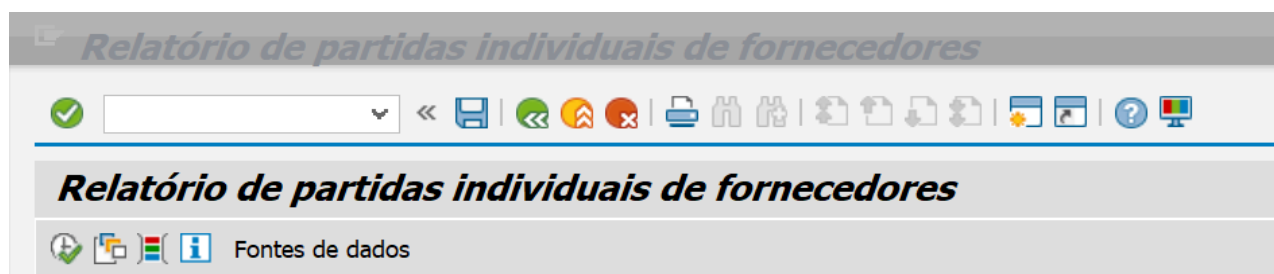 Relatório de partidas individuais de fornecedores
Relatório de partidas individuais de fornecedores
Fontes de dados